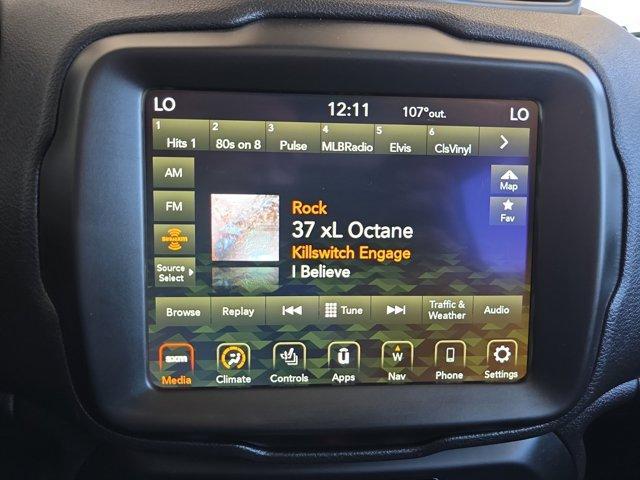 LO 12:11 107°out. LO
1 Hits 1 2 80s on 8 3 Pulse 4 MLBRadio 5 Elvis 6 ClsVinyl
AM
Map
FM
Fav
SiriusXM
Source Select
Rock
37 xL Octane
Killswitch Engage
I Believe
Browse Replay Tune Traffic & Weather Audio
sxm
Media Climate Controls Apps W Nav Phone Settings